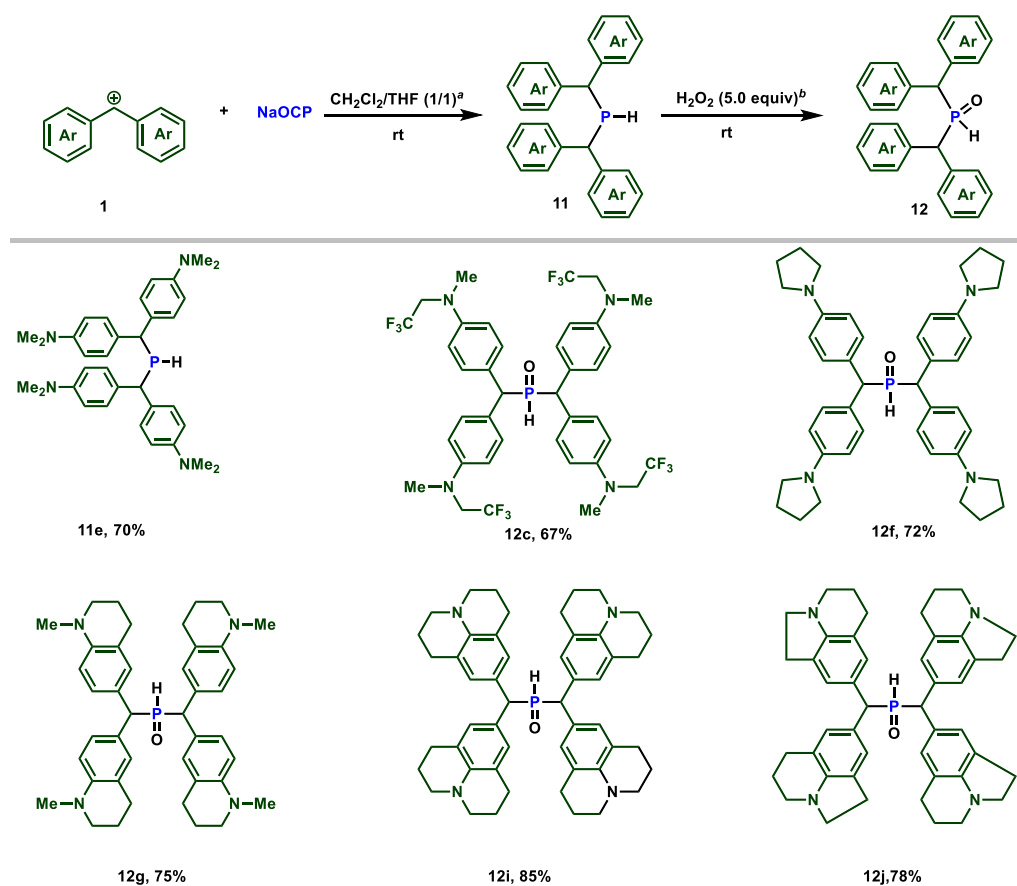 Ar
Ar
1
+
NaOCP
CH2Cl2/THF (1/1)a
rt
Ar
Ar
P–H
Ar
Ar
11
H2O2 (5.0 equiv)b
rt
Ar
Ar
O
P
H
Ar
Ar
12
NMe2
Me2N
P–H
Me2N
NMe2
11e, 70%
Me
N
F3C
F3C
N
Me
O
P
H
Me
N
CF3
CF3
N
Me
12c, 67%
N
N
O
P
H
N
N
12f, 72%
Me
N
N
Me
H
P
O
Me
N
N
Me
12g, 75%
N
N
H
P
O
N
N
12i, 85%
N
N
H
P
O
N
N
12j,78%